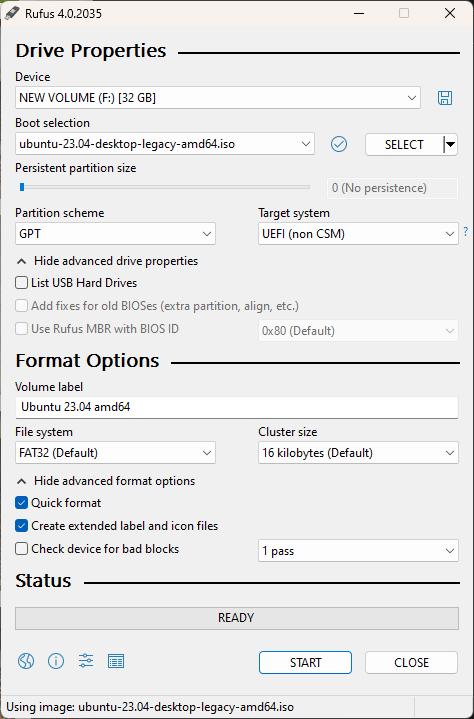 Rufus 4.0.2035
Drive Properties
Device
NEW VOLUME (F:) [32 GB]
Boot selection
ubuntu-23.04-desktop-legacy-amd64.iso
SELECT
Persistent partition size
0 (No persistence)
Partition scheme
Target system
GPT
UEFI (non CSM)
?
Hide advanced drive properties
List USB Hard Drives
Add fixes for old BIOSes (extra partition, align, etc.)
Use Rufus MBR with BIOS ID
0x80 (Default)
Format Options
Volume label
Ubuntu 23.04 amd64
File system
Cluster size
FAT32 (Default)
16 kilobytes (Default)
Hide advanced format options
Quick format
Create extended label and icon files
Check device for bad blocks
1 pass
Status
READY
START
CLOSE
Using image: ubuntu-23.04-desktop-legacy-amd64.iso